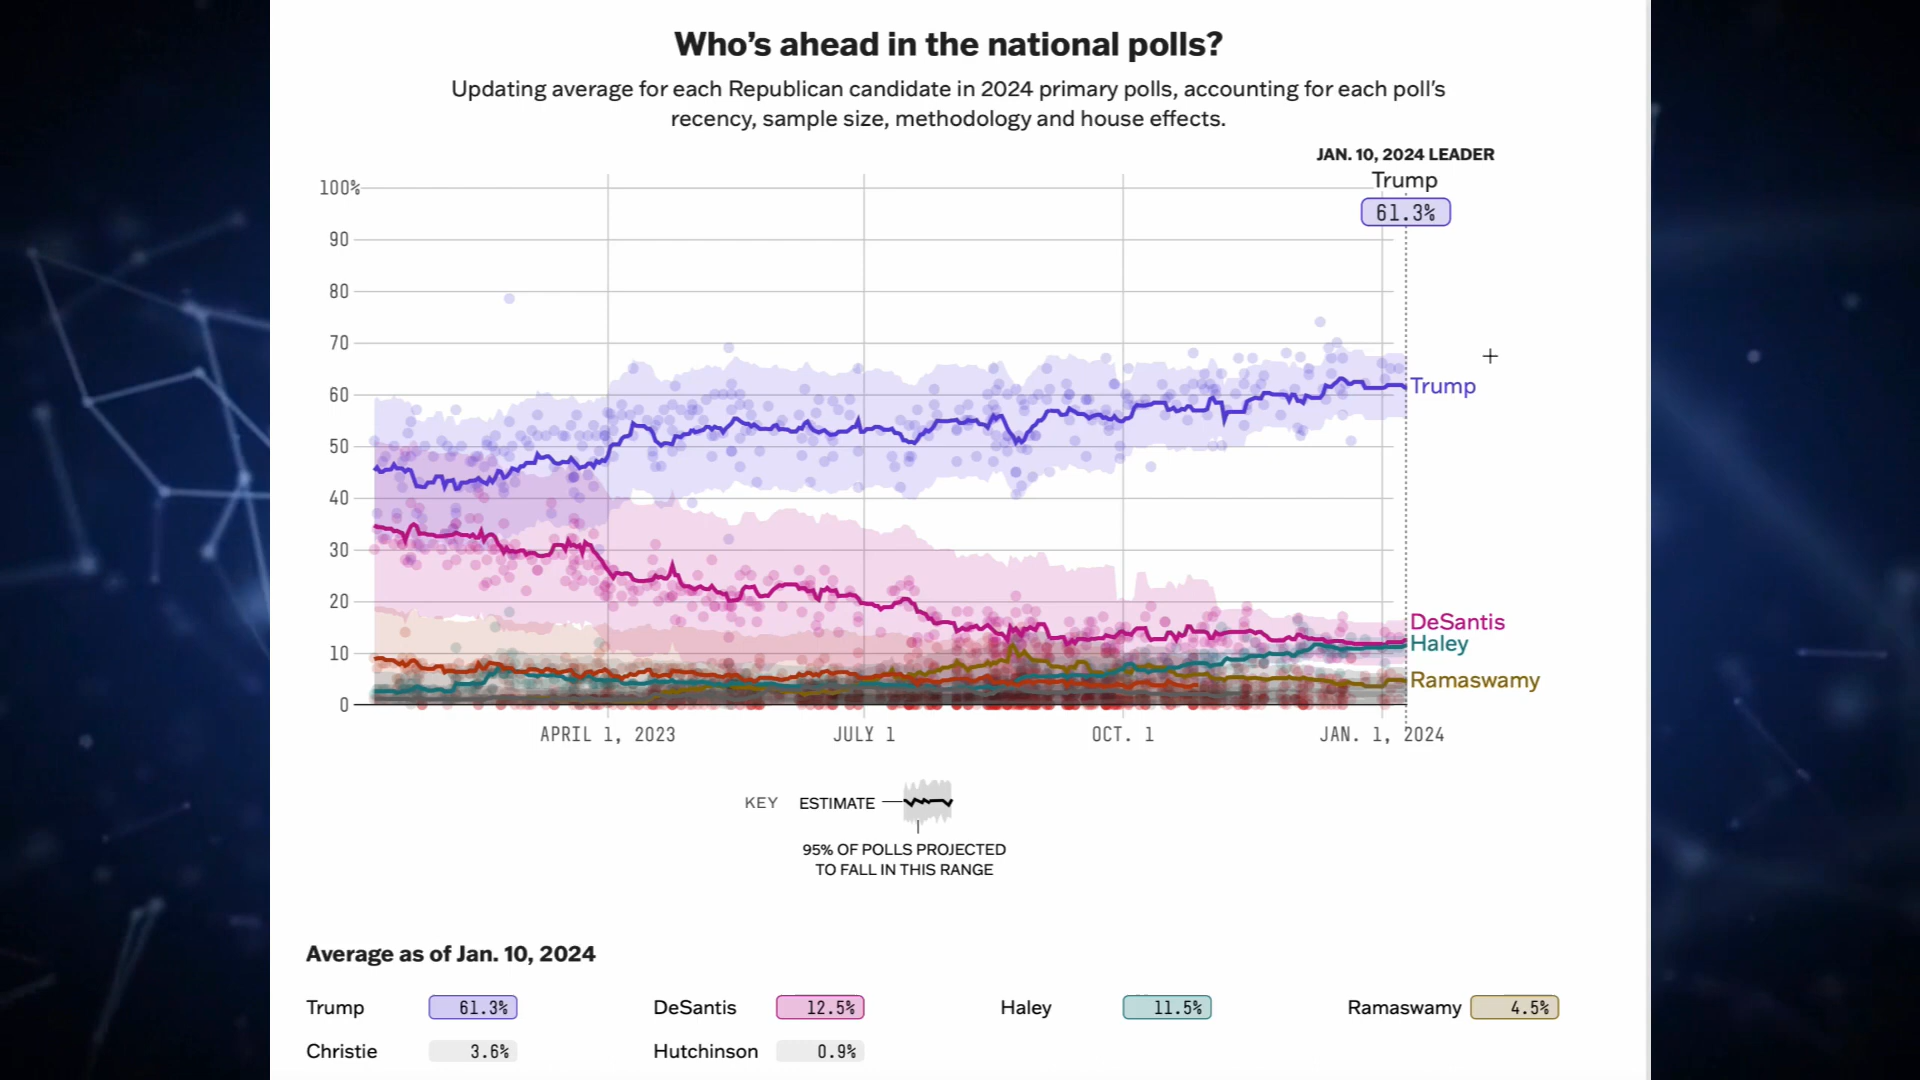 Who's ahead in the national polls?
Updating average for each Republican candidate in 2024 primary polls, accounting for each poll's
recency, sample size, methodology and house effects.
JAN. 10, 2024 LEADER
Trump
61.3%
100%
90
80
70
60
50
40
30
20
10
0
Trump
DeSantis
Haley
Ramaswamy
APRIL 1, 2023 JULY 1 OCT. 1 JAN. 1, 2024
KEY ESTIMATE
95% OF POLLS PROJECTED
TO FALL IN THIS RANGE
Average as of Jan. 10, 2024
Trump 61.3% DeSantis 12.5% Haley 11.5% Ramaswamy 4.5%
Christie 3.6% Hutchinson 0.9%